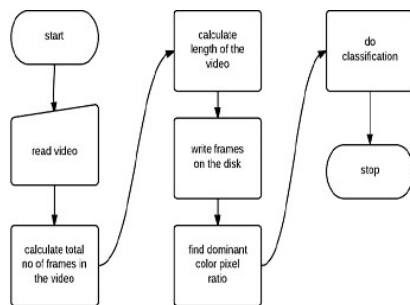 start
read video
calculate total
no of frames in
the video
calculate
length of the
video
write frames
on the disk
find dominant
color pixel
ratio
do
classification
stop